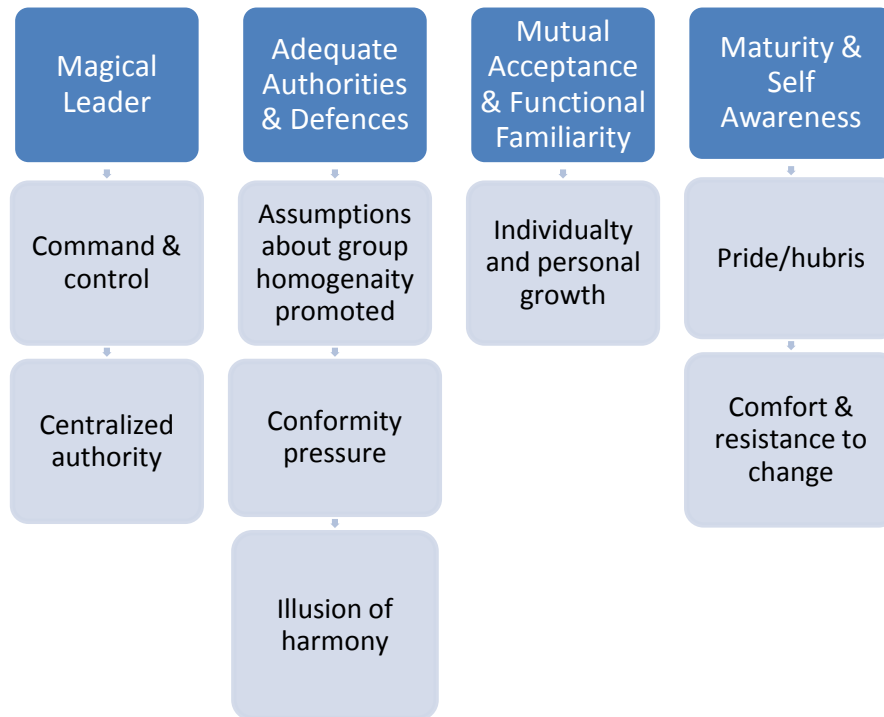 Magical
Leader
Command &
control
Centralized
authority
Adequate
Authorities
& Defences
Assumptions
about group
homogenaity
promoted
Conformity
pressure
Illusion of
harmony
Mutual
Acceptance
& Functional
Familiarity
Individualty
and personal
growth
Maturity &
Self
Awareness
Pride/hubris
Comfort &
resistance to
change